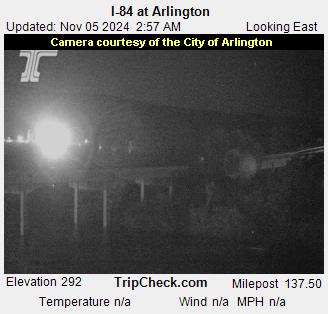 I-84 at Arlington
Updated: Nov 05 2024 2:57 AM Looking East
Camera courtesy of the City of Arlington
Elevation 292 TripCheck.com Milepost 137.50
Temperature n/a Wind n/a MPH n/a